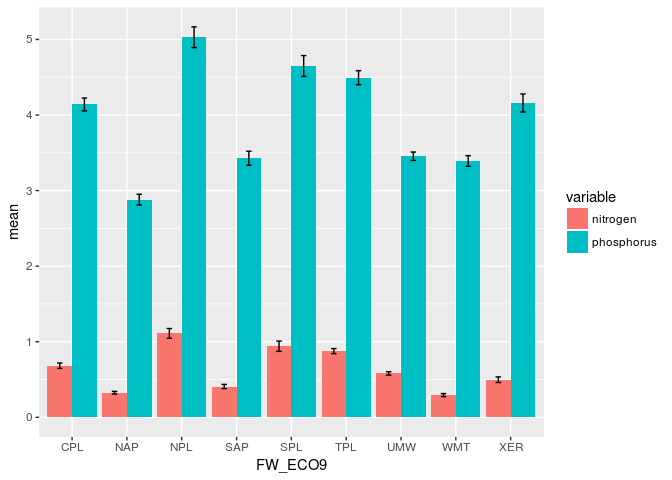 5
4
3
2
1
0
mean
CPL NAP NPL SAP SPL TPL UMW WMT XER
FW_ECO9
variable
nitrogen
phosphorus